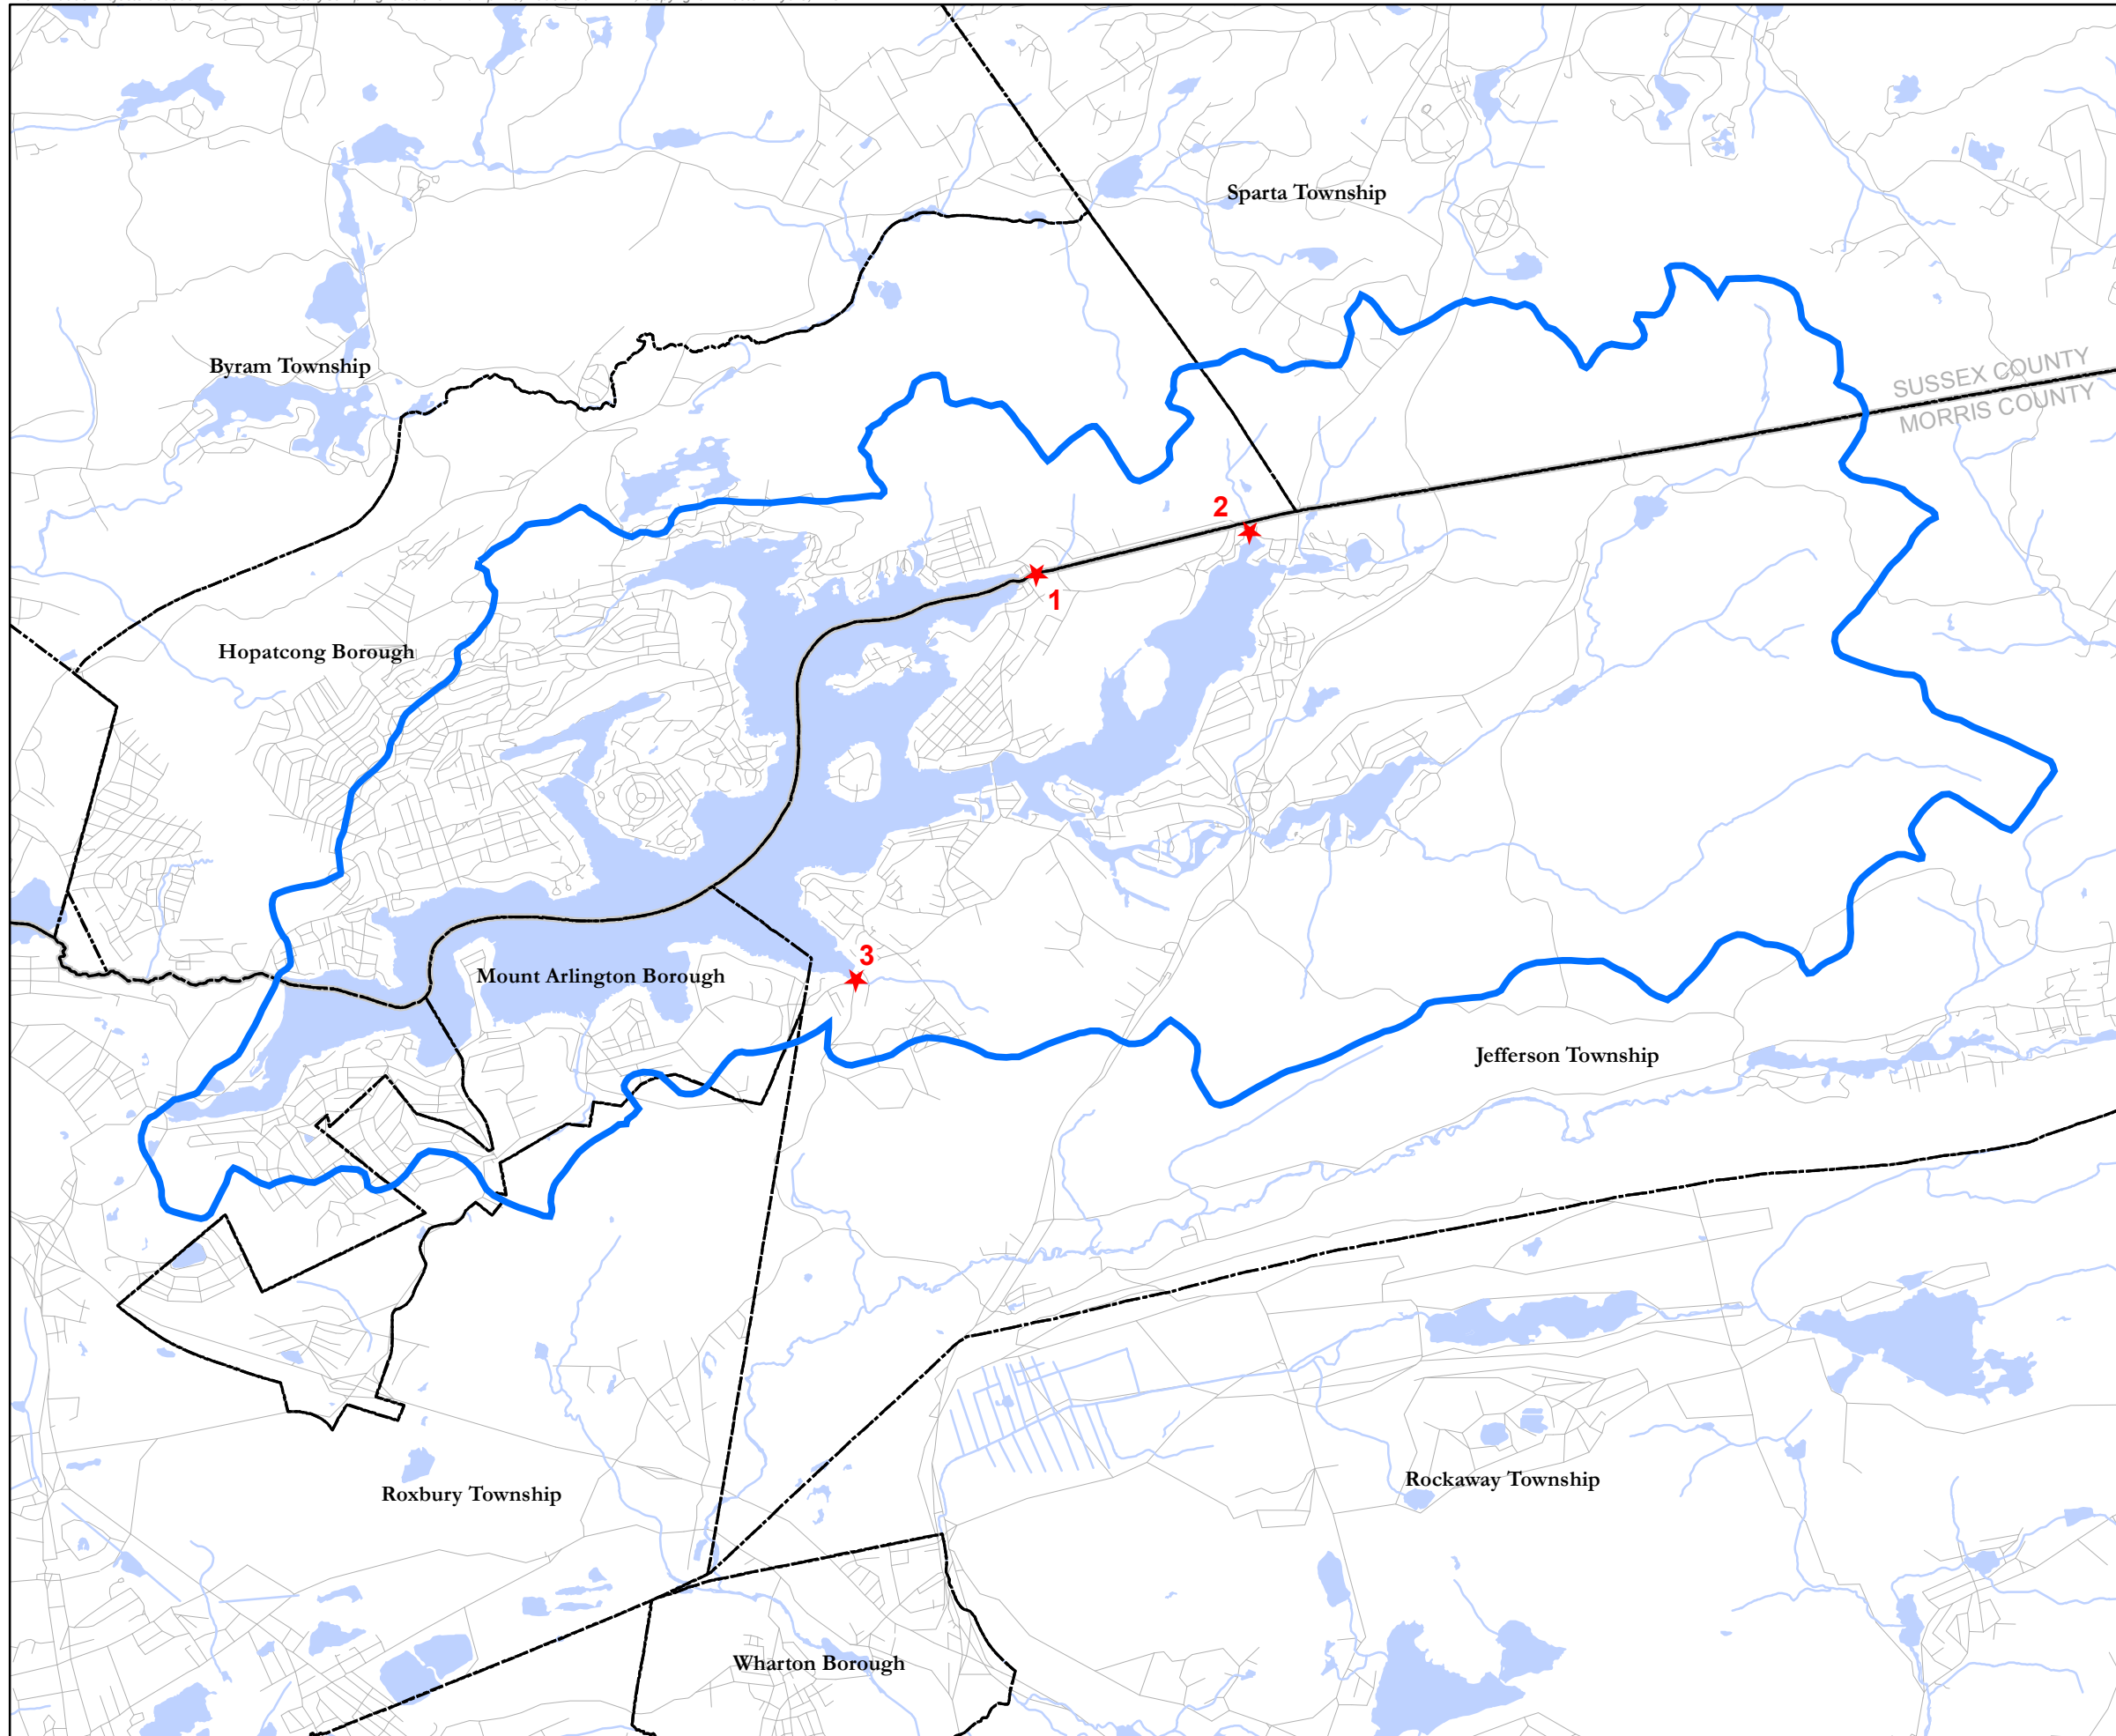 Sparta Township
SUSSEX COUNTY
MORRIS COUNTY
Byram Township
2
1
Hopatcong Borough
3
Mount Arlington Borough
Jefferson Township
Rockaway Township
Roxbury Township
Wharton Borough